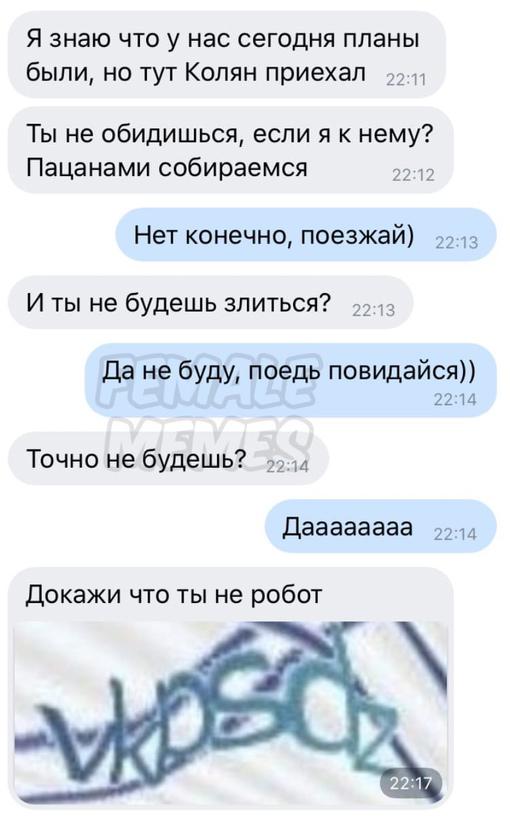 Я знаю что у нас сегодня планы
были, но тут Колян приехал 22:11
Ты не обидишься, если я к нему?
Пацанами собираемся 22:12
Нет конечно, поезжай) 22:13
И ты не будешь злиться? 22:13
Да не буду, поедь повидайся))
22:14
FEMALE
MEMES
Точно не будешь? 22:14
Дааааааaа 22:14
Докажи что ты не робот
vkpSdz
22:17